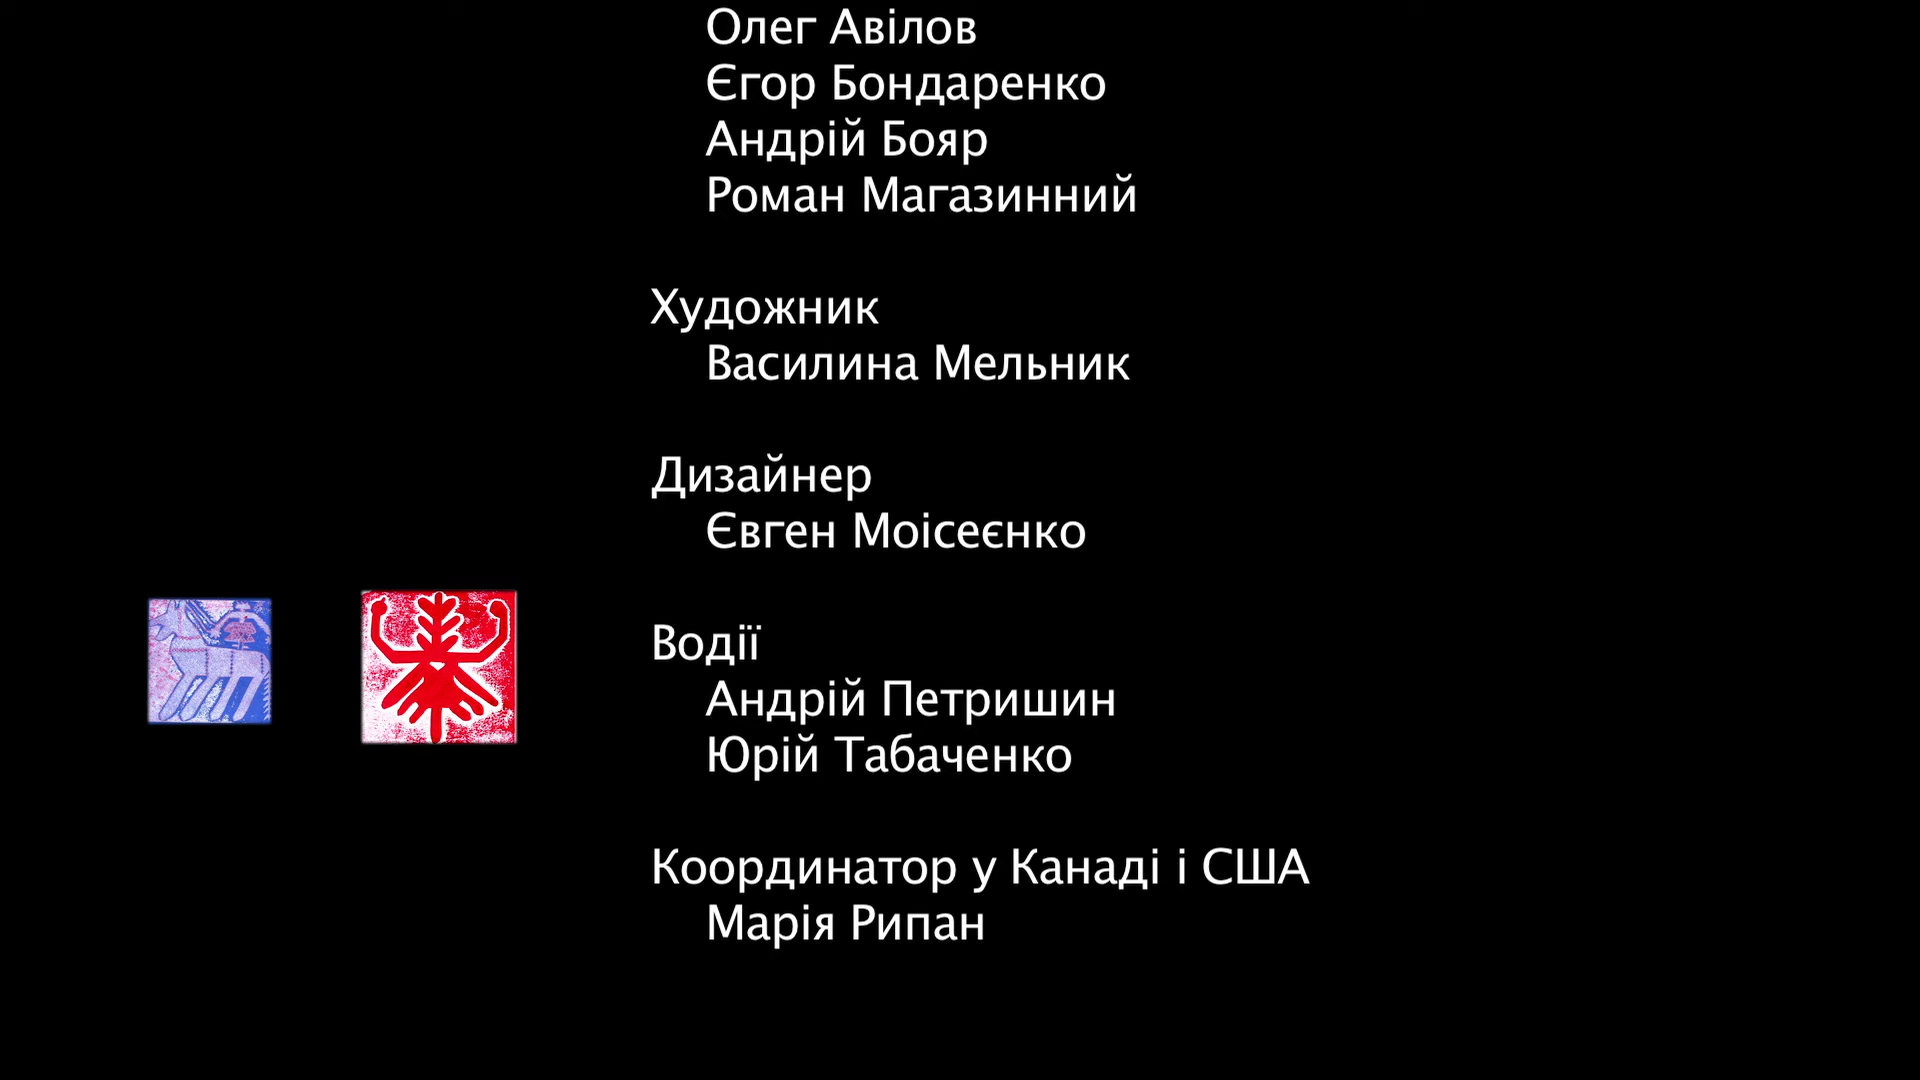 Олег Авілов
Єгор Бондаренко
Андрій Бояр
Роман Магазинний
Художник
Василина Мельник
Дизайнер
Євген Моісеєнко
Водії
Андрій Петришин
Юрій Табаченко
Координатор у Канаді і США
Марія Рипан